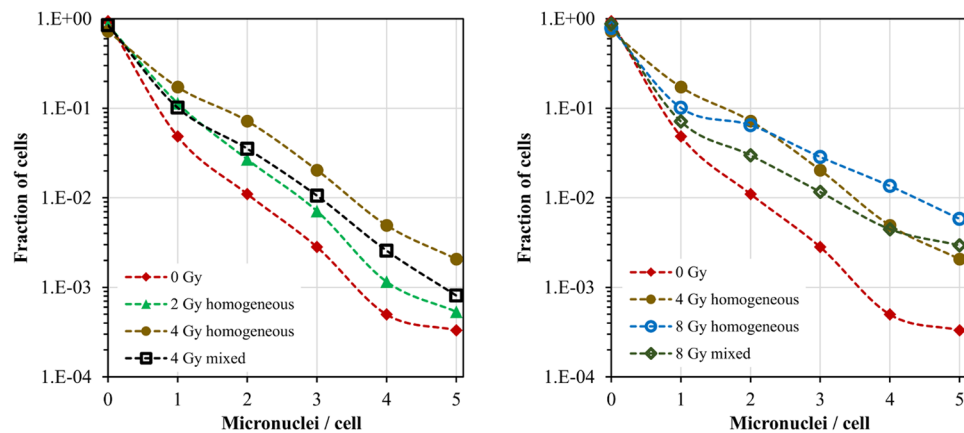 1.E+00
1.E-01
1.E-02
1.E-03
1.E-04
Fraction of cells
0 Gy
2 Gy homogeneous
4 Gy homogeneous
4 Gy mixed
0 1 2 3 4 5
Micronuclei / cell
1.E+00
1.E-01
1.E-02
1.E-03
1.E-04
Fraction of cells
0 Gy
4 Gy homogeneous
8 Gy homogeneous
8 Gy mixed
0 1 2 3 4 5
Micronuclei / cell